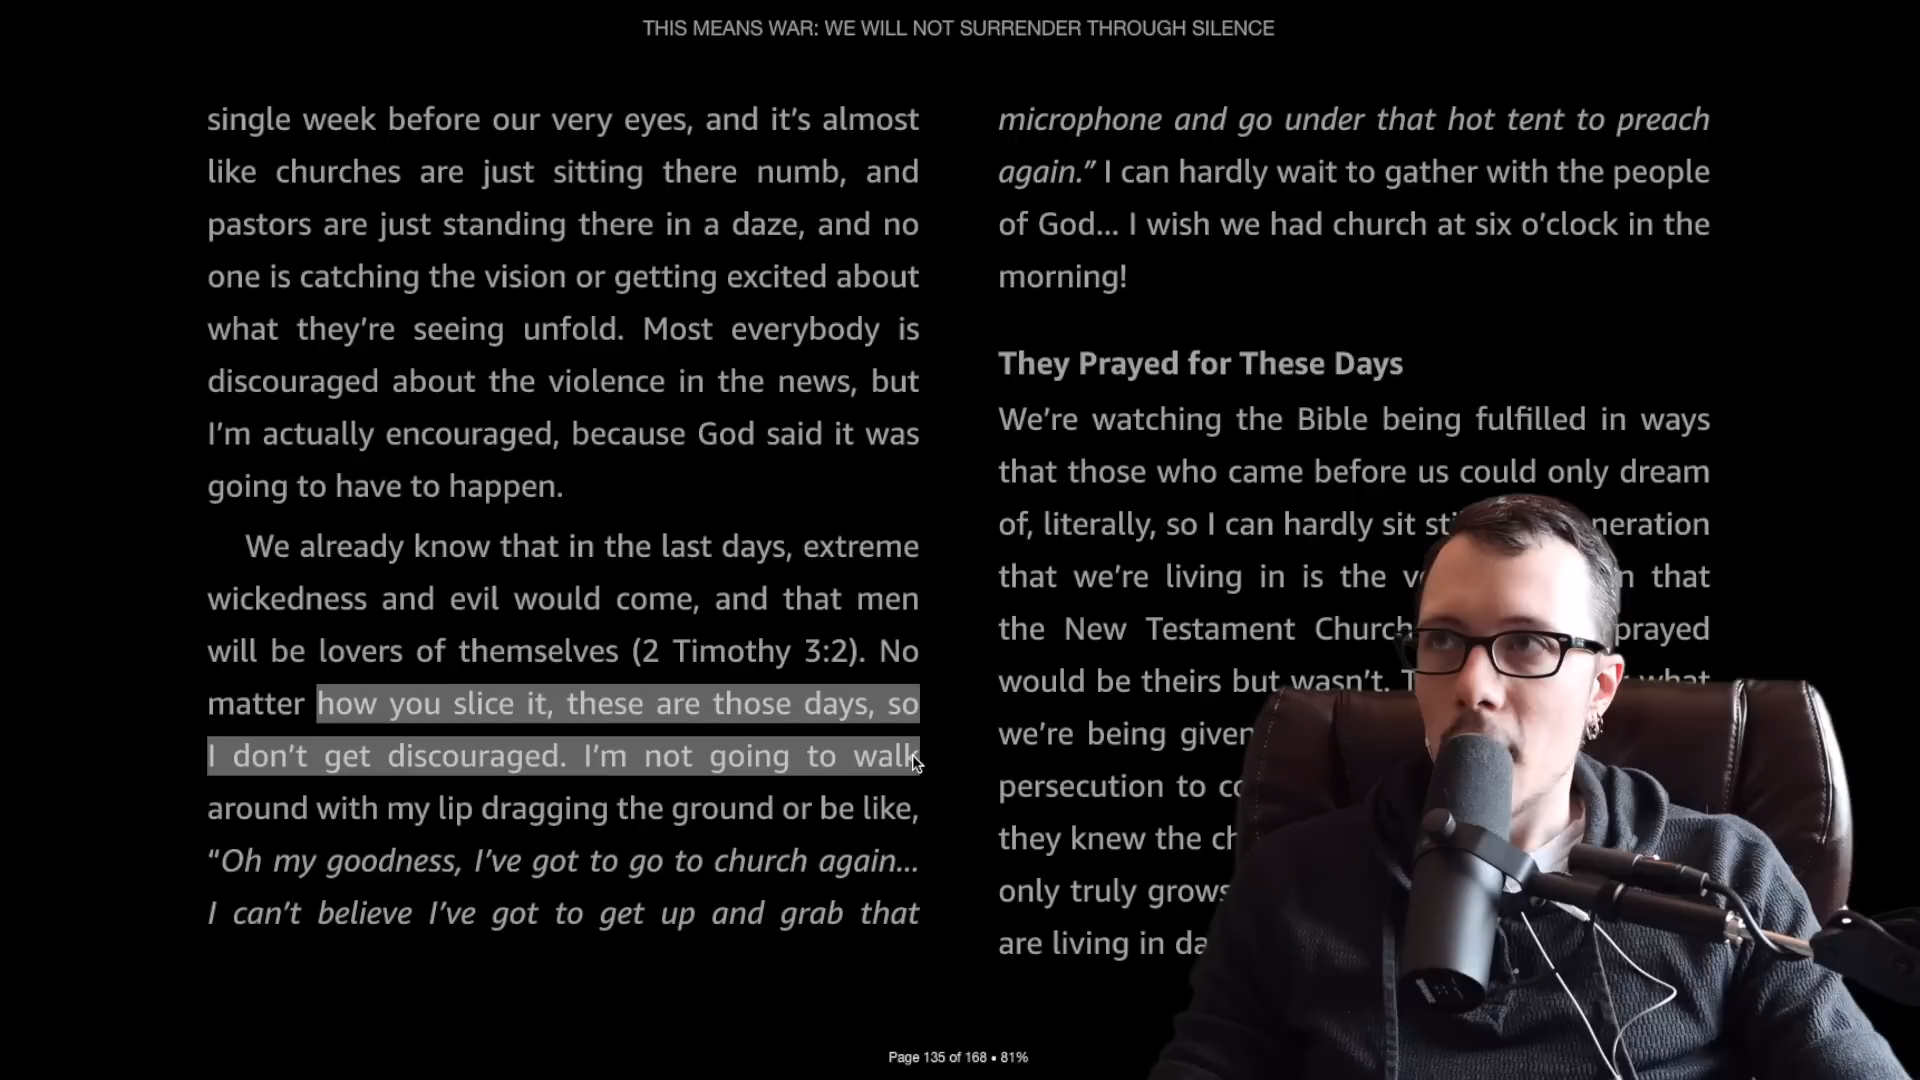 THIS MEANS WAR: WE WILL NOT SURRENDER THROUGH SILENCE
single week before our very eyes, and it’s almost
like churches are just sitting there numb, and
pastors are just standing there in a daze, and no
one is catching the vision or getting excited about
what they’re seeing unfold. Most everybody is
discouraged about the violence in the news, but
I’m actually encouraged, because God said it was
going to have to happen.
We already know that in the last days, extreme
wickedness and evil would come, and that men
will be lovers of themselves (2 Timothy 3:2). No
matter how you slice it, these are those days, so
I don’t get discouraged. I’m not going to walk
around with my lip dragging the ground or be like,
“Oh my goodness, I’ve got to go to church again...
I can’t believe I’ve got to get up and grab that
microphone and go under that hot tent to preach
again.” I can hardly wait to gather with the people
of God... I wish we had church at six o’clock in the
morning!
They Prayed for These Days
We’re watching the Bible being fulfilled in ways
that those who came before us could only dream
of, literally, so I can hardly sit
that we’re living in is the that
the New Testament prayed
would be theirs but wasn’t. what
we’re being
persecution to
they knew the
only truly
are living in
Page 135 of 168 • 81%